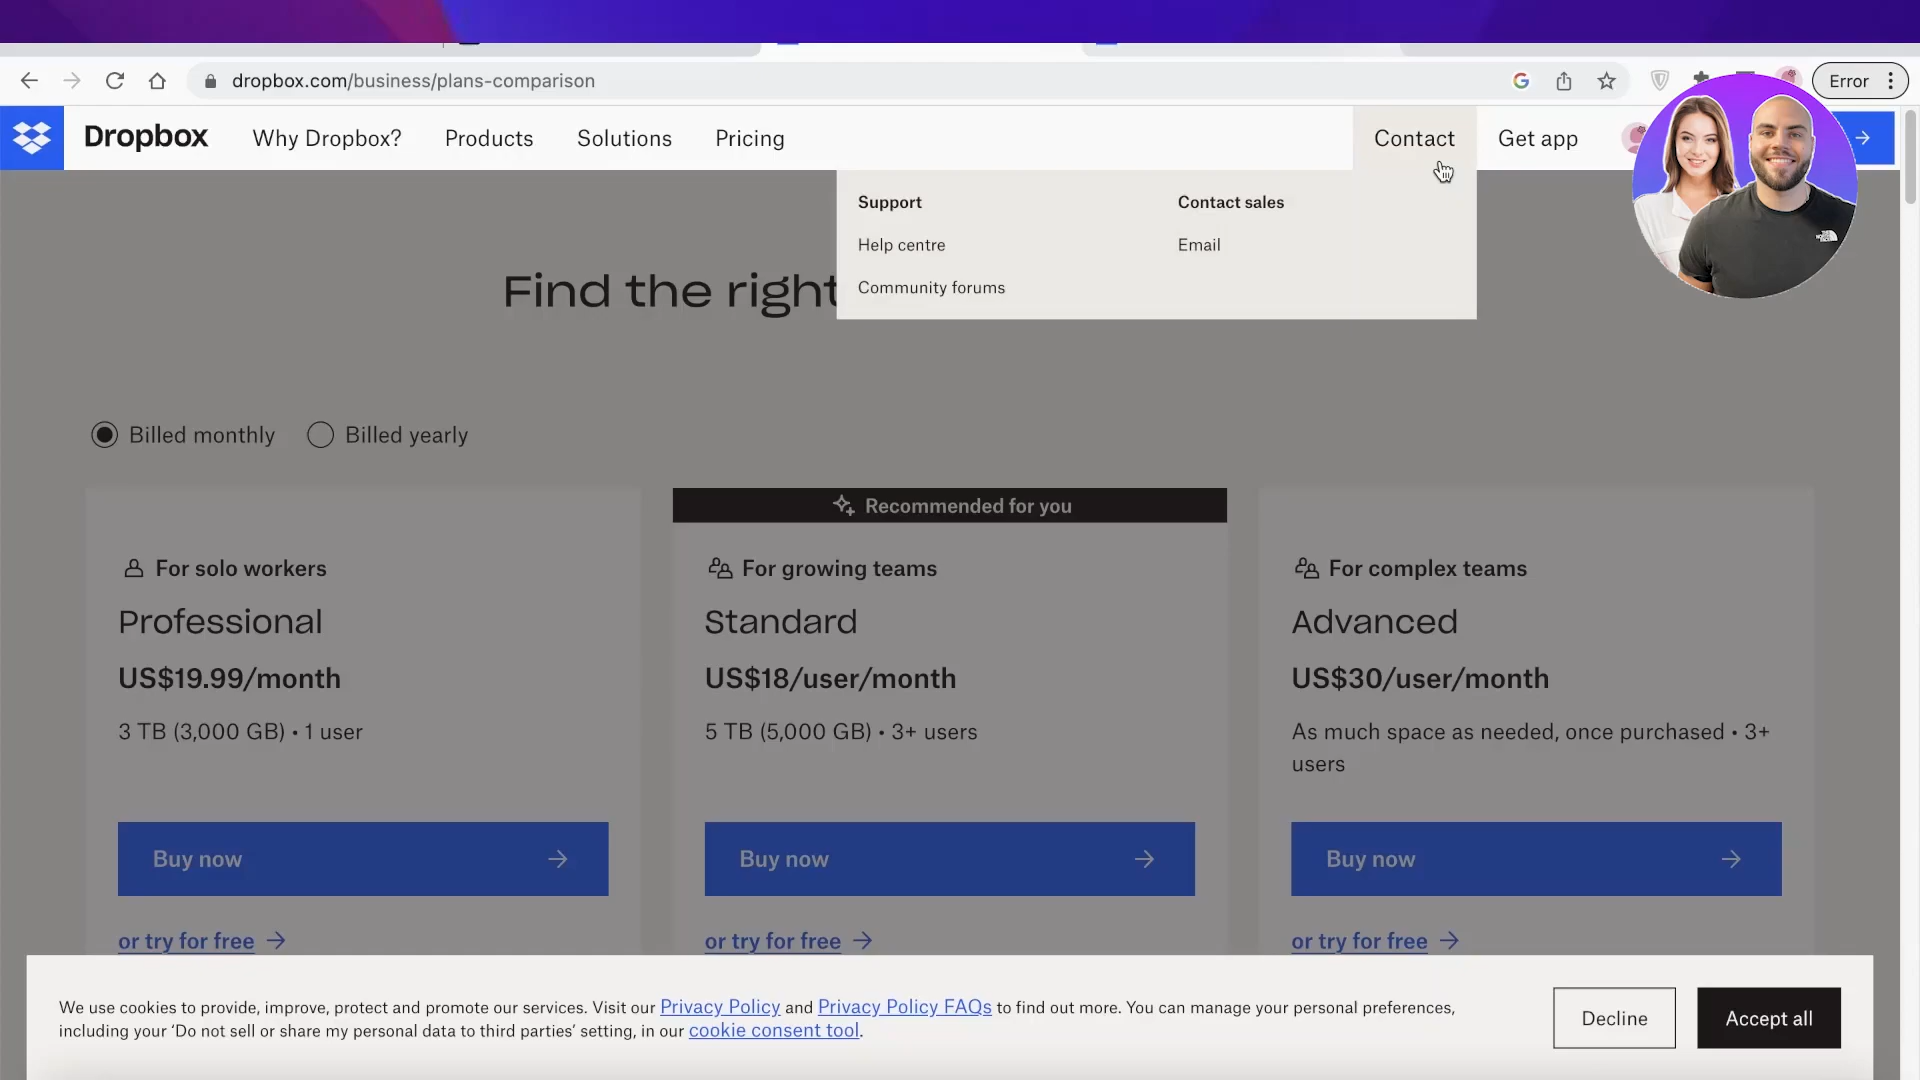 dropbox.com/business/plans-comparison
Error
Dropbox
Why Dropbox?
Products
Solutions
Pricing
Contact
Get app
Support
Contact sales
Help centre
Email
Community forums
Find the right
Billed monthly
Billed yearly
Recommended for you
For solo workers
Professional
US$19.99/month
3 TB (3,000 GB) • 1 user
Buy now
or try for free
For growing teams
Standard
US$18/user/month
5 TB (5,000 GB) • 3+ users
Buy now
or try for free
For complex teams
Advanced
US$30/user/month
As much space as needed, once purchased • 3+
users
Buy now
or try for free
We use cookies to provide, improve, protect and promote our services. Visit our Privacy Policy and Privacy Policy FAQs to find out more. You can manage your personal preferences,
including your ‘Do not sell or share my personal data to third parties’ setting, in our cookie consent tool.
Decline
Accept all